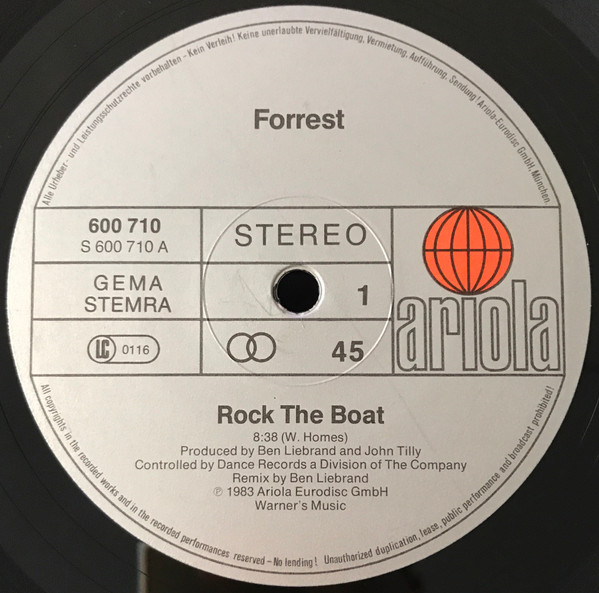 Alle Urheber- und Leistungsschutzrechte vorbehalten - Kein Verleih! Keine unerlaubte Vervielfältigung, Vermietung, Aufführung, Sendung! Ariola-Eurodisc GmbH, München.
Forrest
600 710
S 600 710 A
STEREO
GEMA
STEMRA
1
LC 0116
45
ariola
Rock The Boat
8:38 (W. Homes)
Produced by Ben Liebrand and John Tilly
Controlled by Dance Records a Division of The Company
Remix by Ben Liebrand
℗ 1983 Ariola Eurodisc GmbH
Warner's Music
All copyrights in the recorded works and in the recorded performances reserved - No lending! Unauthorized duplication, lease, public performance and broadcast prohibited!